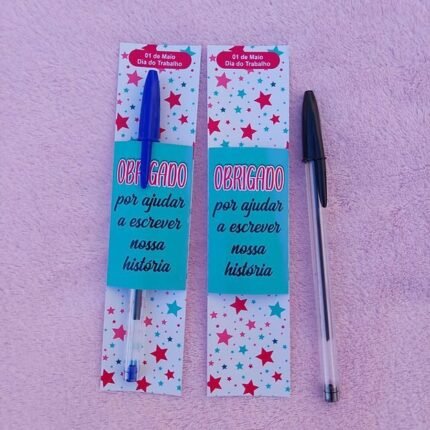 01 de Maio
Dia do Trabalho
OBRIGADO
por ajudar
a escrever
nossa
história
01 de Maio
Dia do Trabalho
OBRIGADO
por ajudar
a escrever
nossa
história